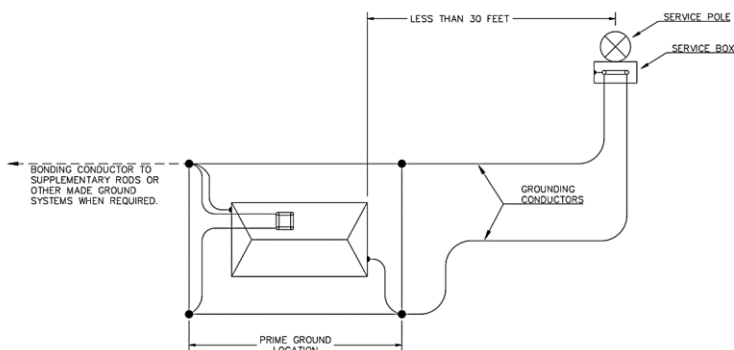 LESS THAN 30 FEET
SERVICE POLE
SERVICE BOX
BONDING CONDUCTOR TO
SUPPLEMENTARY RODS OR
OTHER MADE GROUND
SYSTEMS WHEN REQUIRED.
GROUNDING
CONDUCTORS
PRIME GROUND
LOCATION